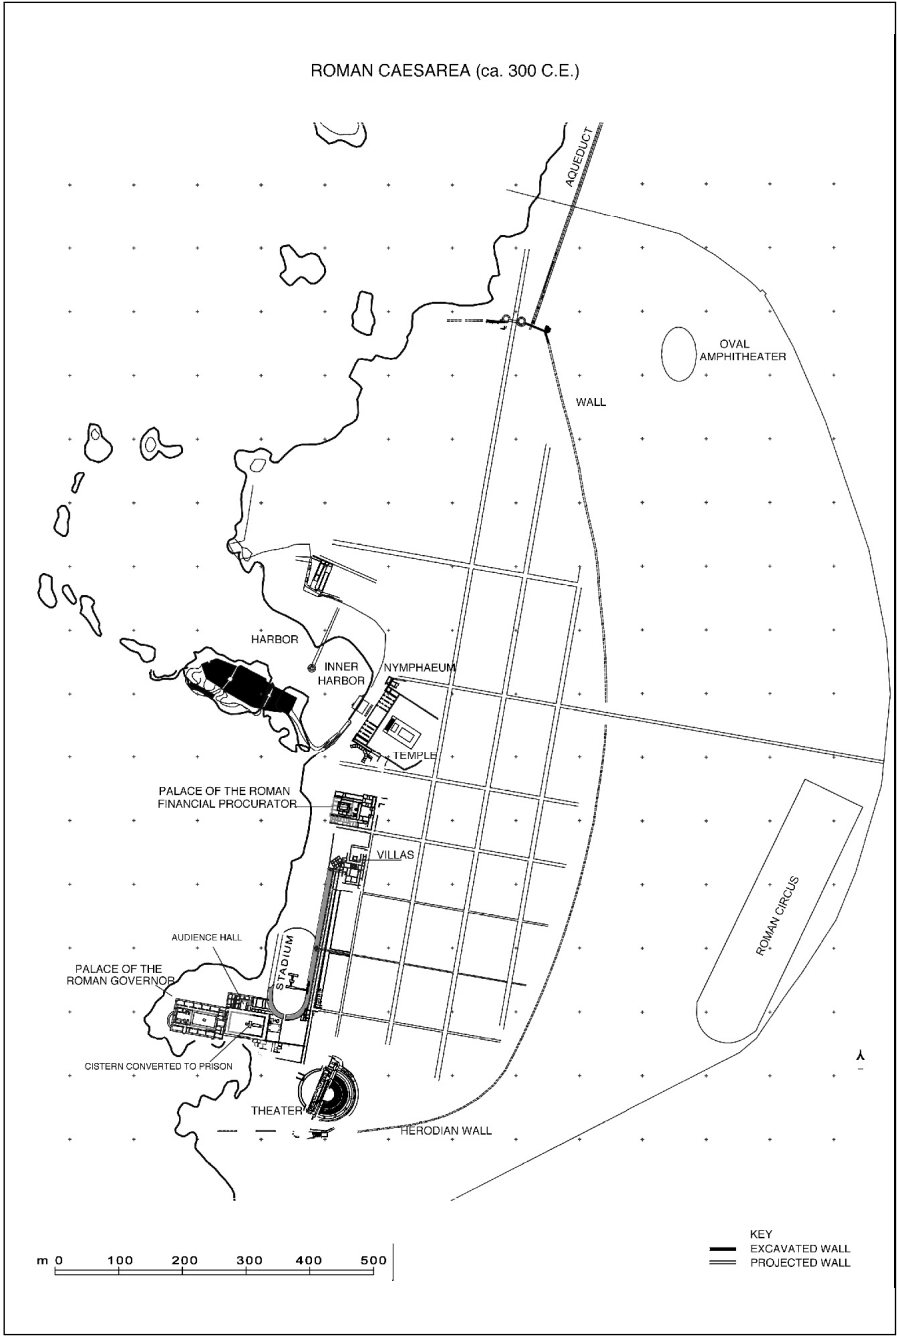 ROMAN CAESAREA (ca. 300 C.E.)
AQUEDUCT
OVAL
AMPHITHEATER
WALL
HARBOR
INNER
HARBOR
NYMPHAEUM
TEMPLE
PALACE OF THE ROMAN
FINANCIAL PROCURATOR
VILLAS
ROMAN CIRCUS
AUDIENCE HALL
STADIUM
PALACE OF THE
ROMAN GOVERNOR
CISTERN CONVERTED TO PRISON
THEATER
HERODIAN WALL
KEY
EXCAVATED WALL
PROJECTED WALL
m 0 100 200 300 400 500